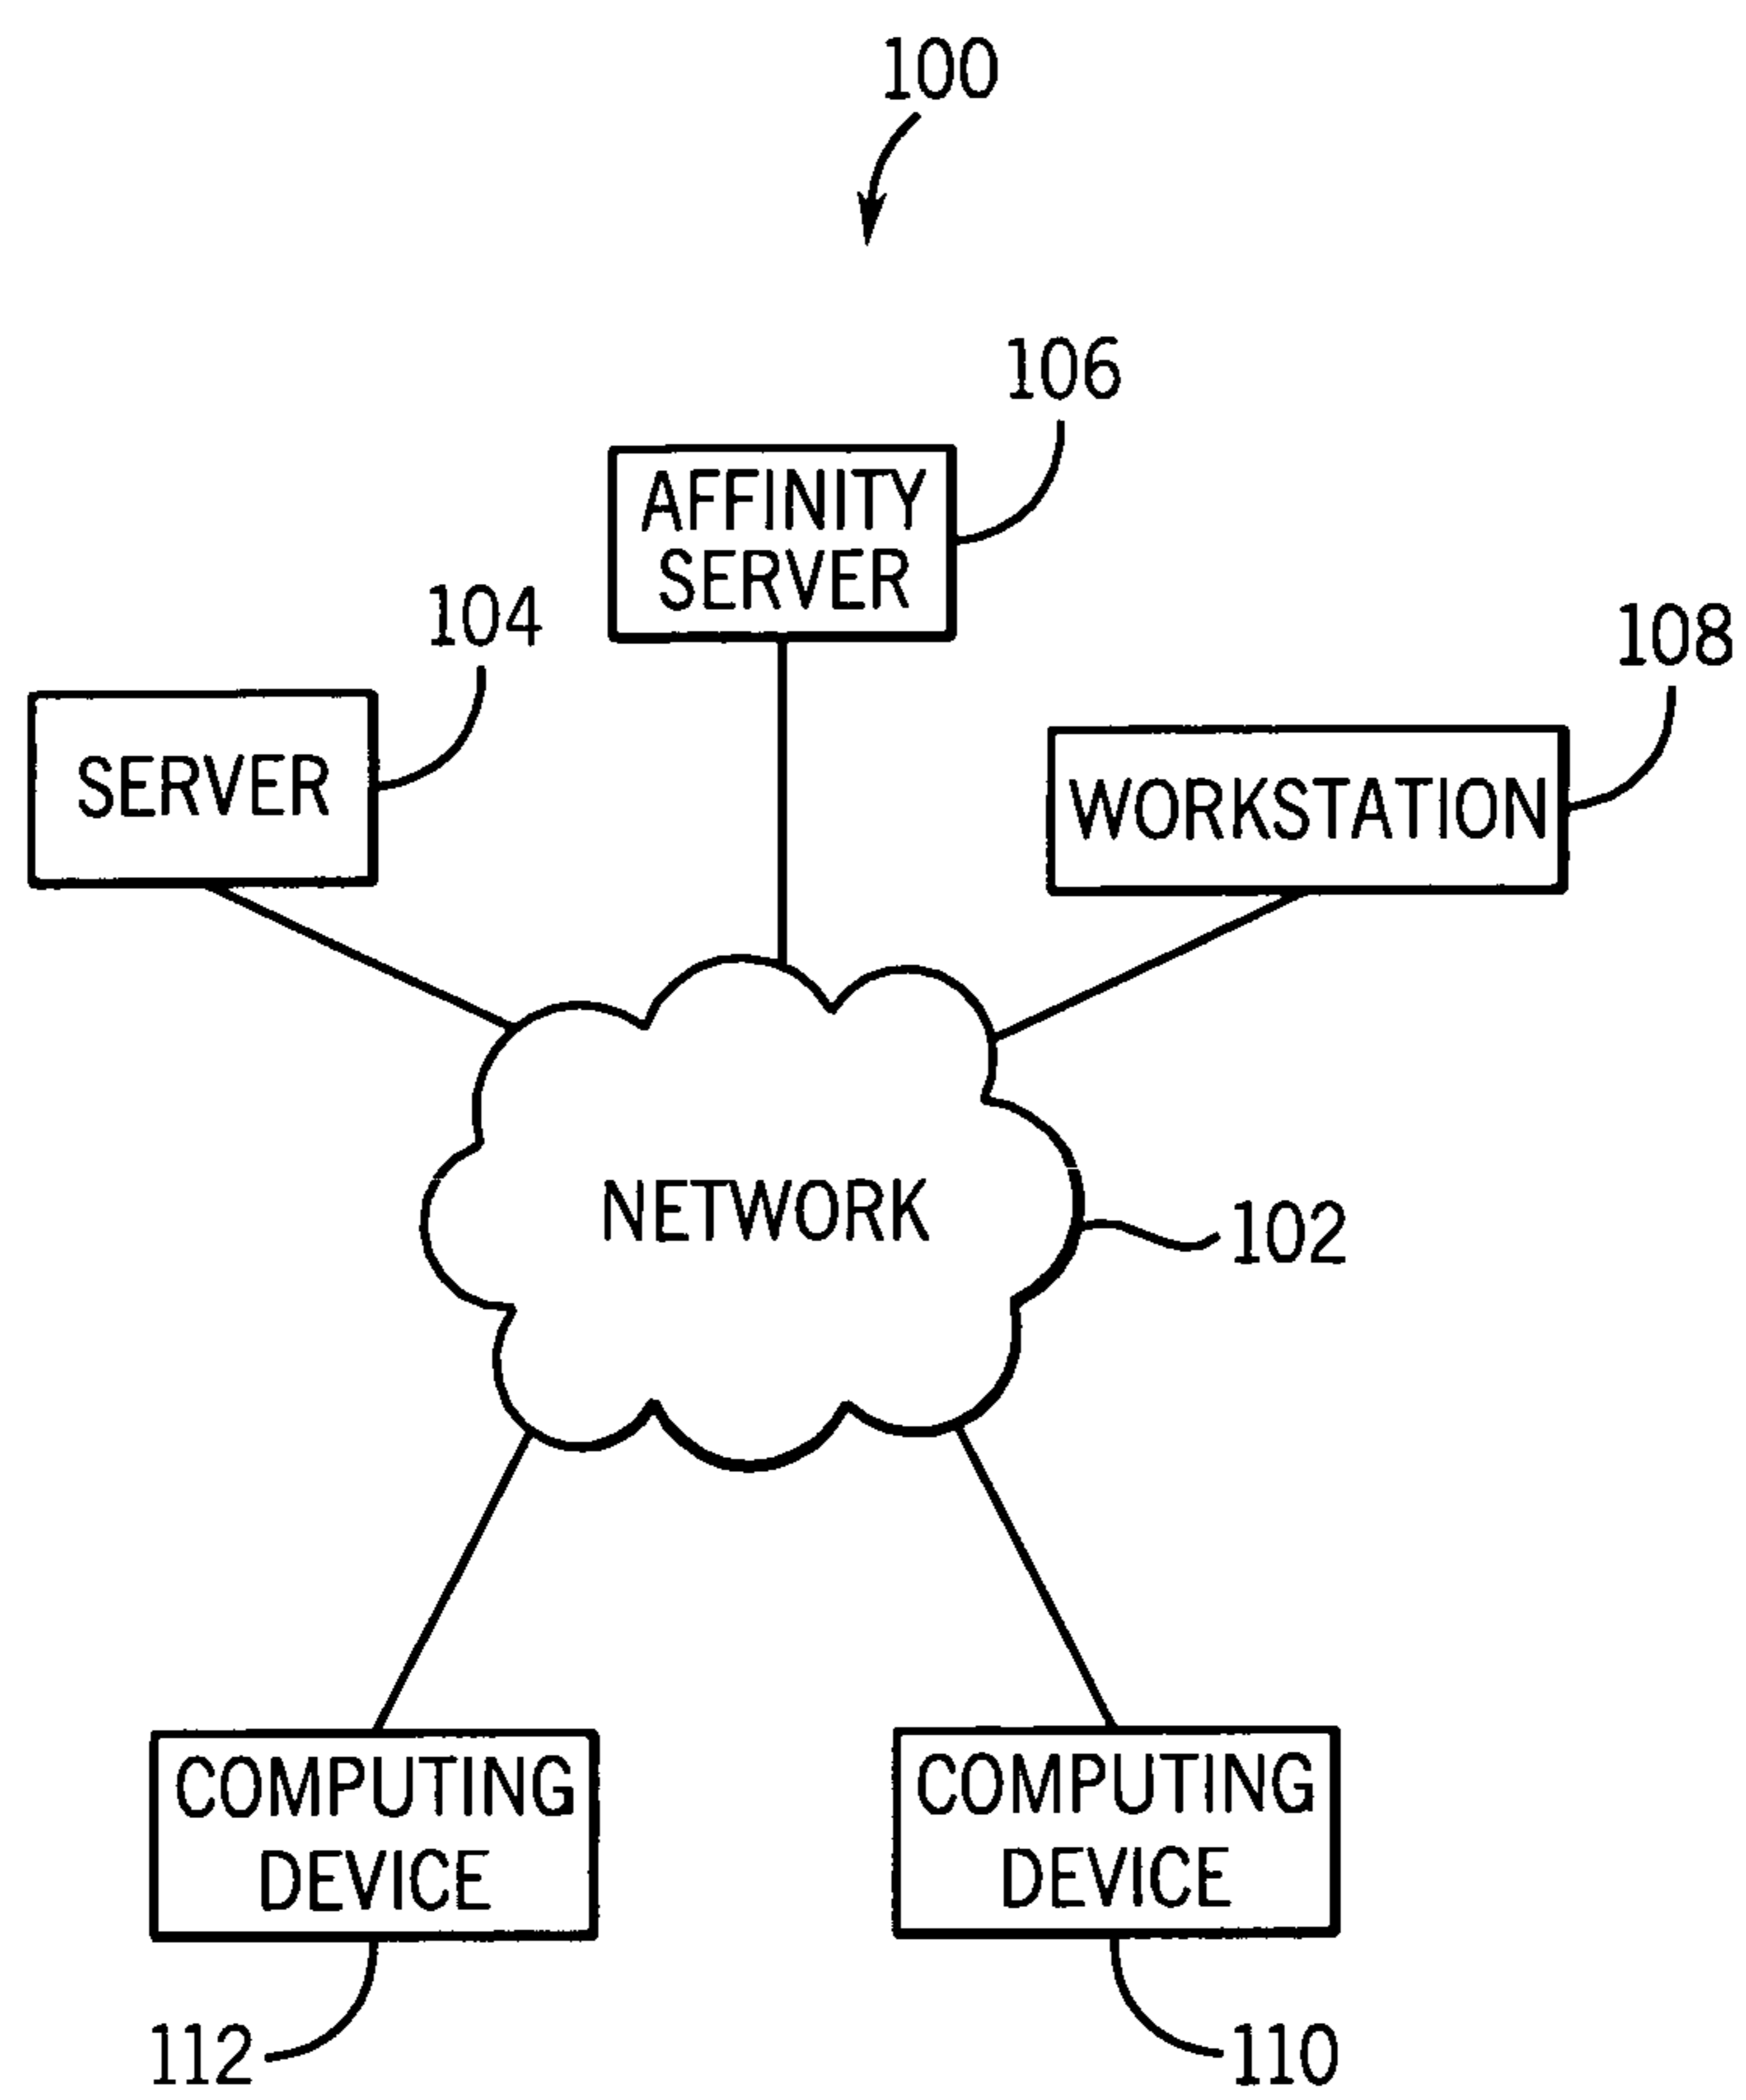 100
106
AFFINITY
SERVER
104
108
SERVER
WORKSTATION
NETWORK
102
COMPUTING
DEVICE
COMPUTING
DEVICE
112
110